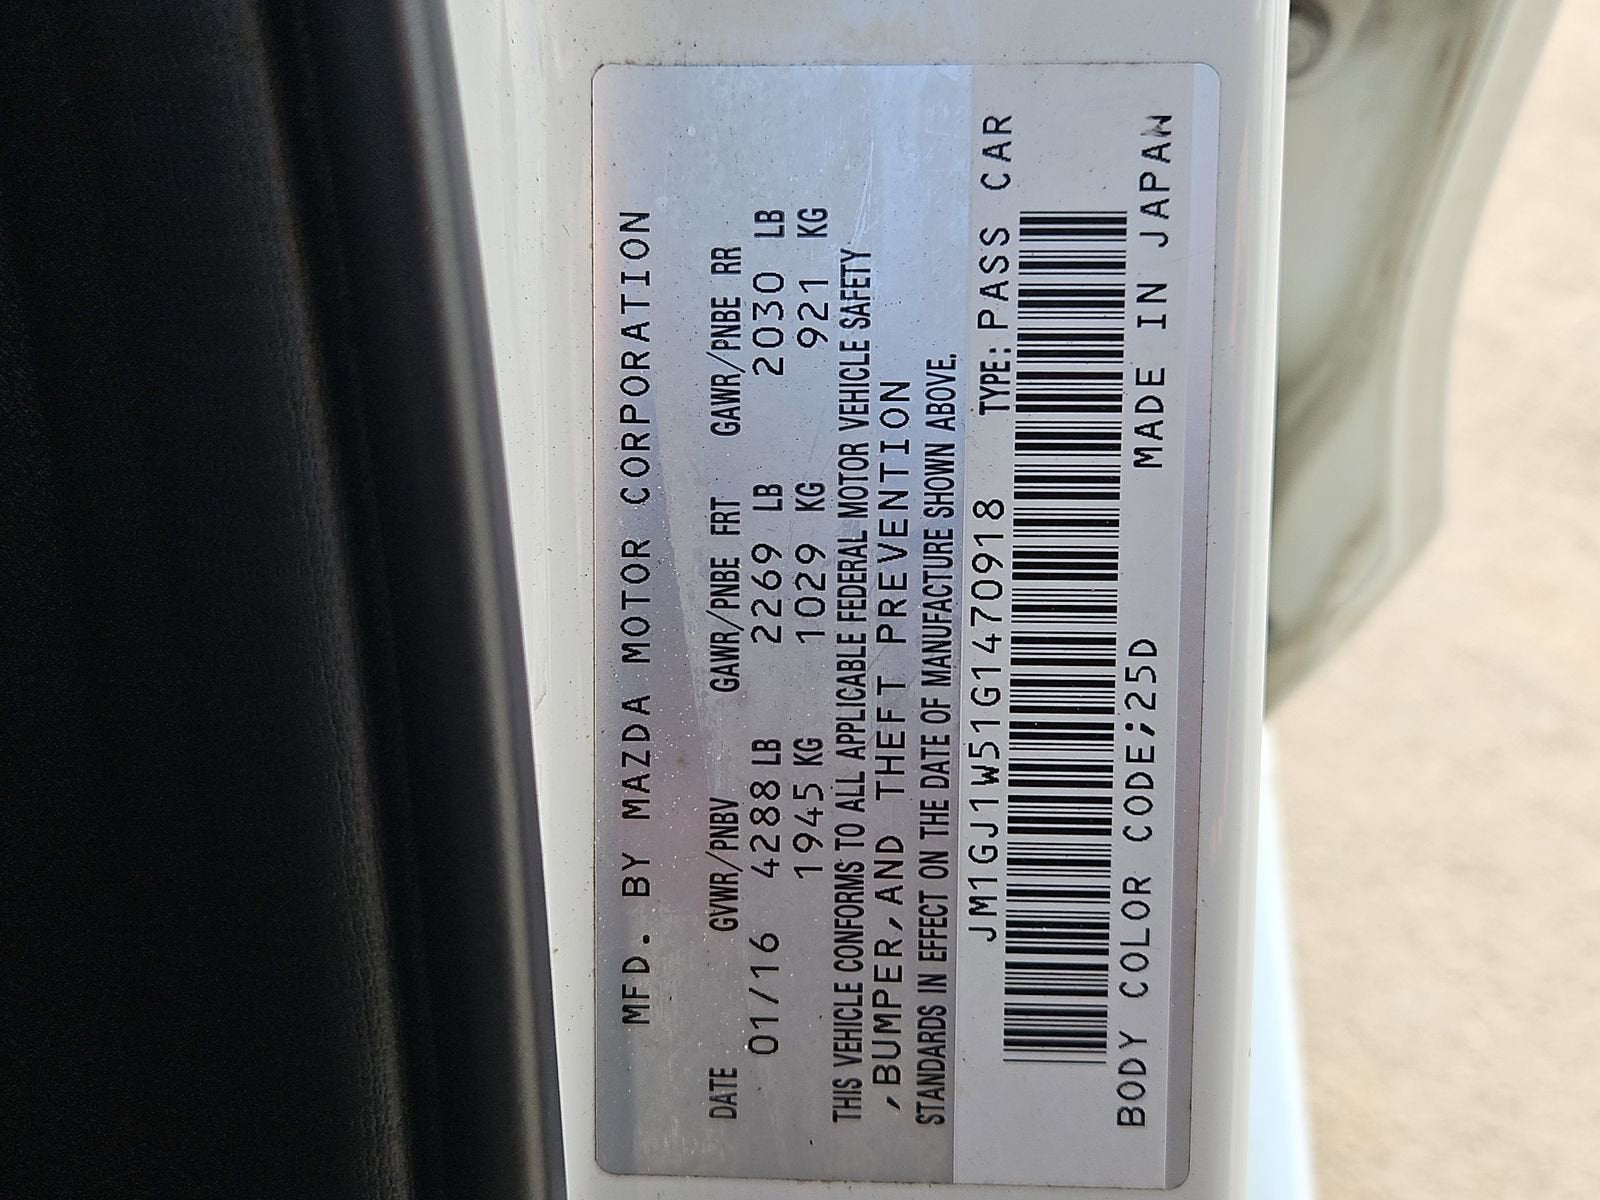 MFD. BY MAZDA MOTOR CORPORATION
DATE GVWR/PNBV GAWR/PNBE FRT GAWR/PNBE RR
01/16 4288 LB 2269 LB 2030 LB
1945 KG 1029 KG 921 KG
THIS VEHICLE CONFORMS TO ALL APPLICABLE FEDERAL MOTOR VEHICLE SAFETY
,BUMPER,AND THEFT PREVENTION
STANDARDS IN EFFECT ON THE DATE OF MANUFACTURE SHOWN ABOVE.
JM1GJ1W51G1470918 TYPE: PASS CAR
BODY COLOR CODE;25D MADE IN JAPAN